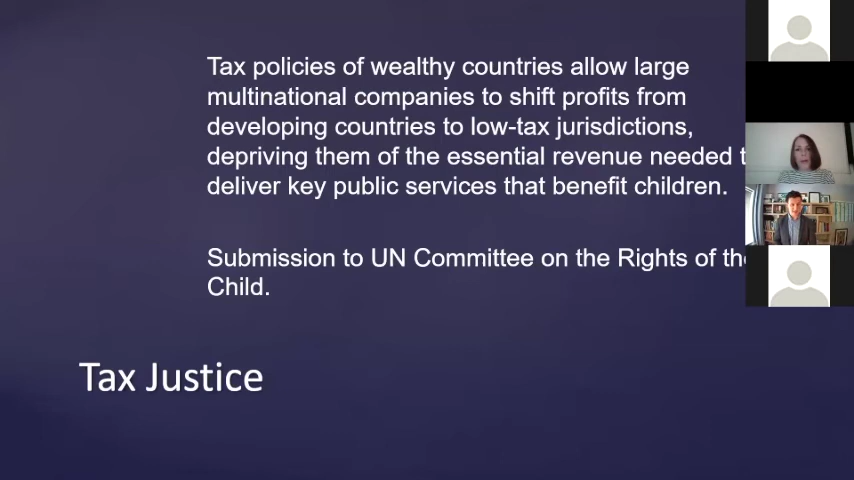 Tax policies of wealthy countries allow large
multinational companies to shift profits from
developing countries to low-tax jurisdictions,
depriving them of the essential revenue needed
deliver key public services that benefit children.
Submission to UN Committee on the Rights of
Child.
Tax Justice